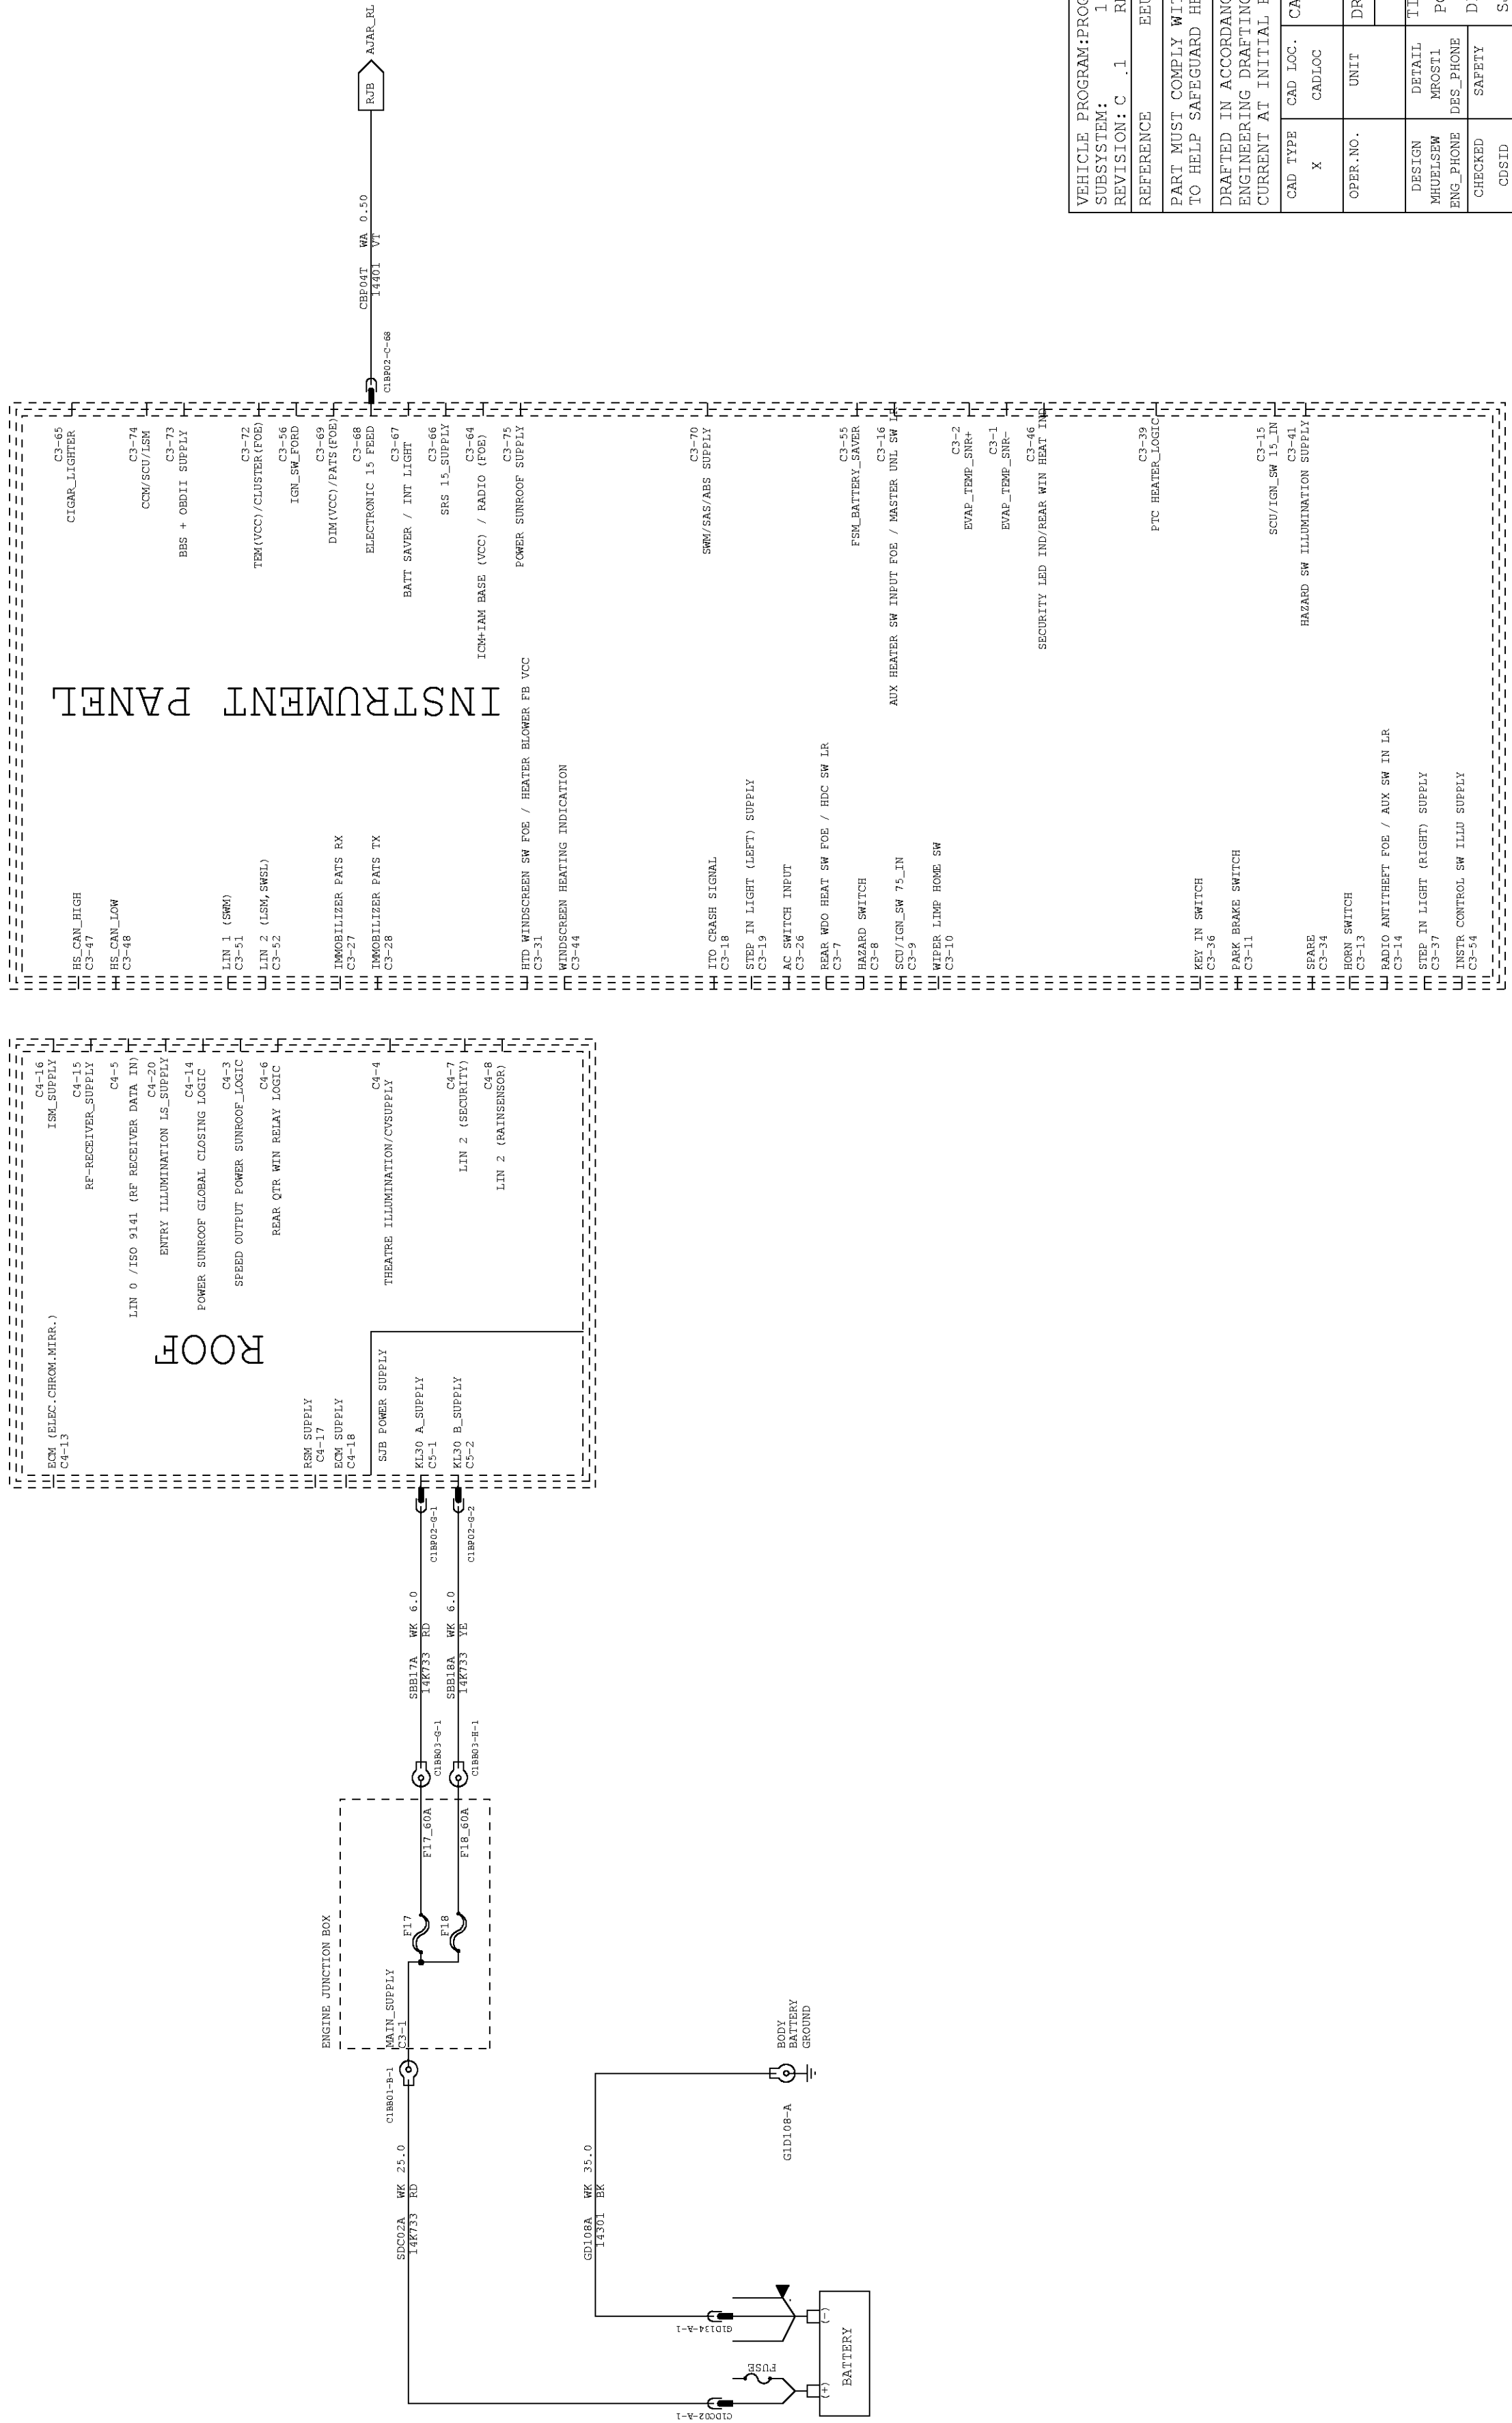 AJAR_RL
RJB
CBP04T WA 0.50
14401 VT
C1BP02-C-68
C3-65
CIGAR_LIGHTER
C3-74
CCM/SCU/LSM
C3-73
BBS + OBDII SUPPLY
C3-72
TEM(VCC)/CLUSTER(FOE)
C3-56
IGN_SW_FORD
C3-69
DIM(VCC)/PATS(FOE)
C3-68
ELECTRONIC 15 FEED
C3-67
BATT SAVER / INT LIGHT
C3-66
SRS 15_SUPPLY
C3-64
ICM+IAM BASE (VCC) / RADIO (FOE)
C3-75
POWER SUNROOF SUPPLY
C3-70
SWM/SAS/ABS SUPPLY
C3-55
FSM_BATTERY_SAVER
C3-16
AUX HEATER SW INPUT FOE / MASTER UNL SW LR
C3-2
EVAP_TEMP_SNR+
C3-1
EVAP_TEMP_SNR-
C3-46
SECURITY LED IND/REAR WIN HEAT IND
C3-39
PTC HEATER_LOGIC
C3-15
SCU/IGN_SW 15_IN
C3-41
HAZARD SW ILLUMINATION SUPPLY
INSTRUMENT PANEL
HS_CAN_HIGH
C3-47
HS_CAN_LOW
C3-48
LIN 1 (SWM)
C3-51
LIN 2 (LSM,SWSL)
C3-52
IMMOBILIZER PATS RX
C3-27
IMMOBILIZER PATS TX
C3-28
HTD WINDSCREEN SW FOE / HEATER BLOWER FB VCC
C3-31
WINDSCREEN HEATING INDICATION
C3-44
ITO CRASH SIGNAL
C3-18
STEP IN LIGHT (LEFT) SUPPLY
C3-19
AC SWITCH INPUT
C3-26
REAR WDO HEAT SW FOE / HDC SW LR
C3-7
HAZARD SWITCH
C3-8
SCU/IGN_SW 75_IN
C3-9
WIPER LIMP HOME SW
C3-10
KEY IN SWITCH
C3-36
PARK BRAKE SWITCH
C3-11
SPARE
C3-34
HORN SWITCH
C3-13
RADIO ANTITHEFT FOE / AUX SW IN LR
C3-14
STEP IN LIGHT (RIGHT) SUPPLY
C3-37
INSTR CONTROL SW ILLU SUPPLY
C3-54
C4-16
ISM_SUPPLY
C4-15
RF-RECEIVER_SUPPLY
C4-5
LIN 0 /ISO 9141 (RF RECEIVER DATA IN)
C4-20
ENTRY ILLUMINATION LS_SUPPLY
C4-14
POWER SUNROOF GLOBAL CLOSING LOGIC
C4-3
SPEED OUTPUT POWER SUNROOF_LOGIC
C4-6
REAR QTR WIN RELAY LOGIC
C4-4
THEATRE ILLUMINATION/CVSUPPLY
C4-7
LIN 2 (SECURITY)
C4-8
LIN 2 (RAINSENSOR)
ROOF
ECM (ELEC.CHROM.MIRR.)
C4-13
RSM SUPPLY
C4-17
ECM SUPPLY
C4-18
SJB POWER SUPPLY
KL30 A_SUPPLY
C5-1
KL30 B_SUPPLY
C5-2
C1BP02-G-1
C1BP02-G-2
SBB17A WK 6.0
14K733 RD
SBB18A WK 6.0
14K733 YE
C1BB03-G-1
C1BB03-H-1
F17_60A
F18_60A
F17
F18
ENGINE JUNCTION BOX
MAIN_SUPPLY
C3-1
C1BB01-B-1
SDC02A WK 25.0
14K733 RD
GD108A WK 35.0
14301 BK
BODY
BATTERY
GROUND
G1D108-A
G1D134-A-1
C1DC02-A-1
FUSE
(-)
(+)
BATTERY
VEHICLE PROGRAM:PROG
SUBSYSTEM: 1
REVISION: C .1 R
REFERENCE EEU
PART MUST COMPLY WIT
TO HELP SAFEGUARD HE
DRAFTED IN ACCORDANC
ENGINEERING DRAFTING
CURRENT AT INITIAL
CAD TYPE CAD LOC. CA
X CADLOC
OPER.NO. UNIT DR
DESIGN DETAIL
MHUELSEW MROST1
ENG_PHONE DES_PHONE
CHECKED SAFETY
CDSID